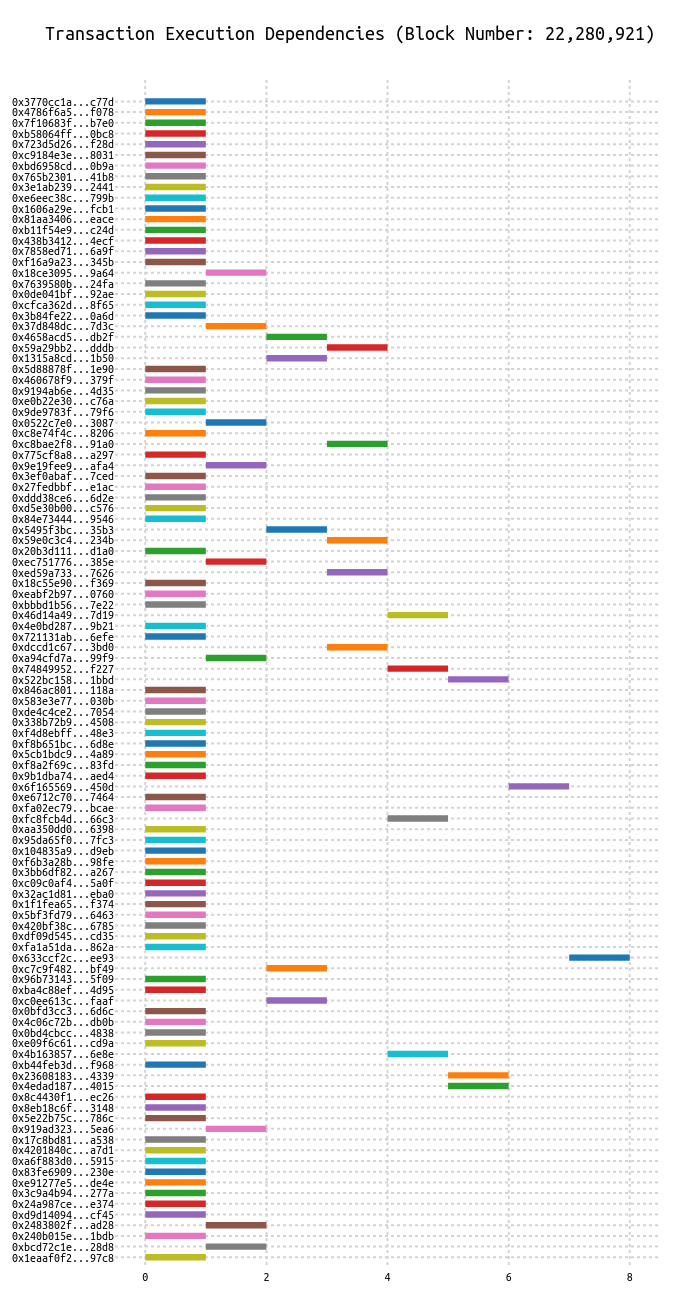 Transaction Execution Dependencies (Block Number: 22,280,921)
0x3770cc1a...c77d
0x4786f6a5...f078
0x7f10683f...b7e0
0xb58064ff...0bc8
0x723d5d26...f28d
0xc9184e3e...8031
0xbd6958cd...0b9a
0x765b2301...41b8
0x3e1ab239...2441
0xe6eec38c...799b
0x1606a29e...fcb1
0x81aa3406...eace
0xb11f54e9...c24d
0x438b3412...4ecf
0x7858ed71...6a9f
0xf16a9a23...345b
0x18ce3095...9a64
0x7639580b...24fa
0x0de041bf...92ae
0xcfca362d...8f65
0x3b84fe22...0a6d
0x37d848dc...7d3c
0x4658acd5...db2f
0x59a29bb2...dddb
0x1315a8cd...1b50
0x5d88878f...1e90
0x460678f9...379f
0x9194ab6e...4d35
0xe0b22e30...c76a
0x9de9783f...79f6
0x0522c7e0...3087
0xc8e74f4c...8206
0xc8bae2f8...91a0
0x775cf8a8...a297
0x9e19fee9...afa4
0x3ef0abaf...7ced
0x27fedbbf...e1ac
0xddd38ce6...6d2e
0xd5e30b00...c576
0x84e73444...9546
0x5495f3bc...35b3
0x59e0c3c4...234b
0x20b3d111...d1a0
0xec751776...385e
0xed59a733...7626
0x18c55e90...f369
0xeabf2b97...0760
0xbbbd1b56...7e22
0x46d14a49...7d19
0x4e0bd287...9b21
0x721131ab...6efe
0xdccd1c67...3bd0
0xa94cfd7a...99f9
0x74849952...f227
0x522bc158...1bbd
0x846ac801...118a
0x583e3e77...030b
0xde4c4ce2...7054
0x338b72b9...4508
0xf4d8ebff...48e3
0xf8b651bc...6d8e
0x5cb1bdc9...4a89
0xf8a2f69c...83fd
0x9b1dba74...aed4
0x6f165569...450d
0xe6712c70...7464
0xfa02ec79...bcae
0xfc8fcb4d...66c3
0xaa350dd0...6398
0x95da65f0...7fc3
0x104835a9...d9eb
0xf6b3a28b...98fe
0x3bb6df82...a267
0xc09c0af4...5a0f
0x32ac1d81...eba0
0x1f1fea65...f374
0x5bf3fd79...6463
0x420bf38c...6785
0xdf09d545...cd35
0xfa1a51da...862a
0x633ccf2c...ee93
0xc7c9f482...bf49
0x96b73143...5f09
0xba4c88ef...4d95
0xc0ee613c...faaf
0x0bfd3cc3...6d6c
0x4c06c72b...db0b
0x0bd4cbcc...4838
0xe09f6c61...cd9a
0x4b163857...6e8e
0xb44feb3d...f968
0x23608183...4339
0x4edad187...4015
0x8c4430f1...ec26
0x8eb18c6f...3148
0x5e22b75c...786c
0x919ad323...5ea6
0x17c8bd81...a538
0x4201840c...a7d1
0xa6f883d0...5915
0x83fe6909...230e
0xe91277e5...de4e
0x3c9a4b94...277a
0x24a987ce...e374
0xd9d14094...cf45
0x2483802f...ad28
0x240b015e...1bdb
0xbcd72c1e...28d8
0x1eaaf0f2...97c8
0 2 4 6 8